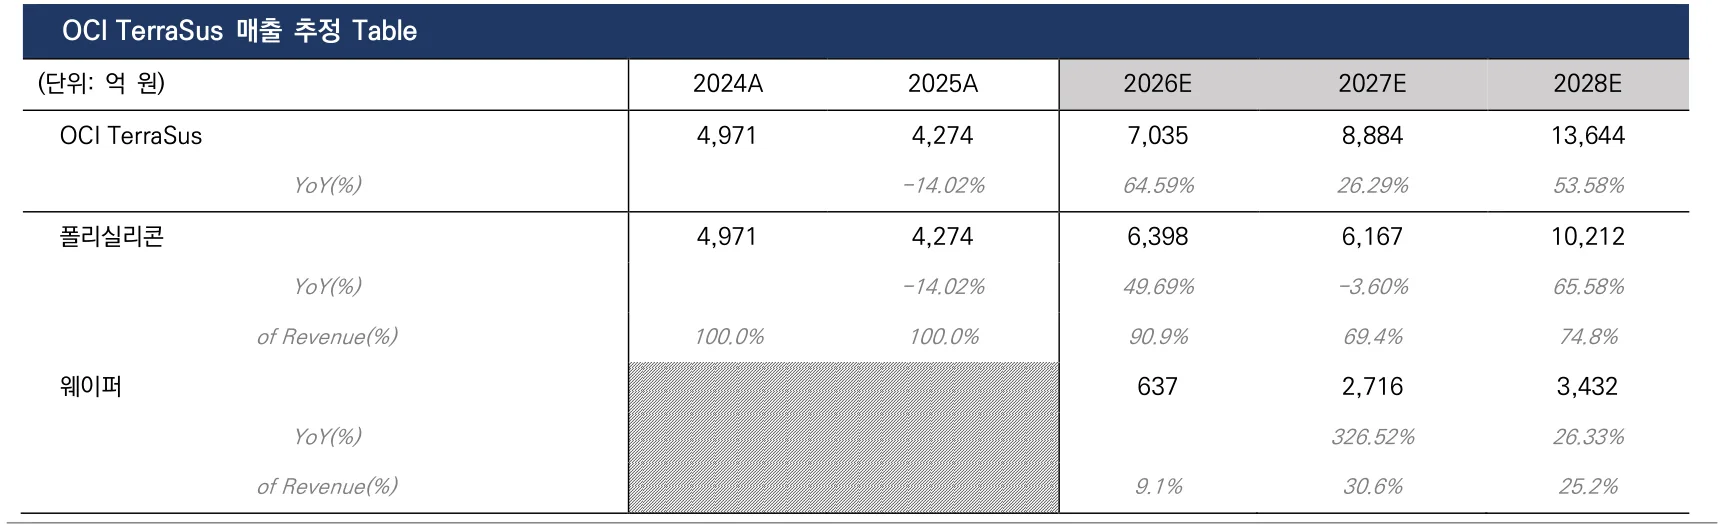 OCI TerraSus 매출 추정 Table
(단위: 억 원) 2024A 2025A 2026E 2027E 2028E
OCI TerraSus 4,971 4,274 7,035 8,884 13,644
YoY(%) -14.02% 64.59% 26.29% 53.58%
폴리실리콘 4,971 4,274 6,398 6,167 10,212
YoY(%) -14.02% 49.69% -3.60% 65.58%
of Revenue(%) 100.0% 100.0% 90.9% 69.4% 74.8%
웨이퍼 637 2,716 3,432
YoY(%) 326.52% 26.33%
of Revenue(%) 9.1% 30.6% 25.2%